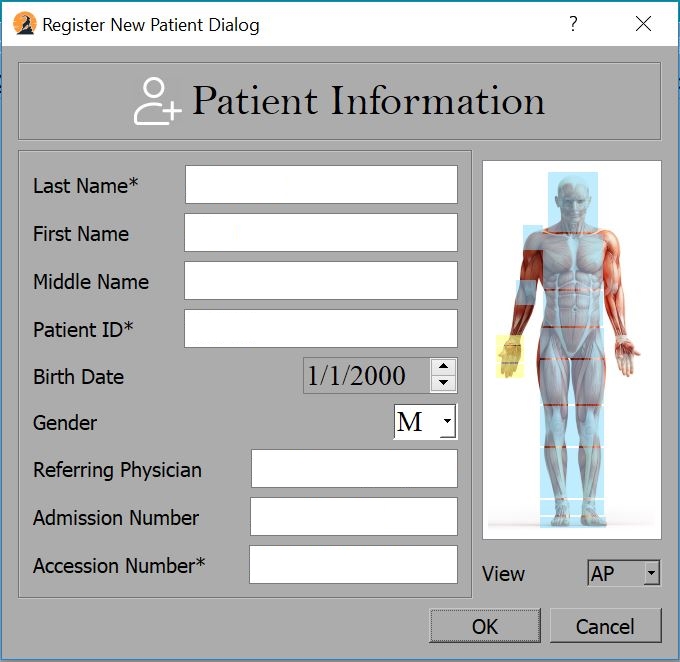 Register New Patient Dialog ?
Patient Information
Last Name*
First Name
Middle Name
Patient ID*
Birth Date 1/1/2000
Gender M
Referring Physician
Admission Number
Accession Number*
View AP
OK Cancel